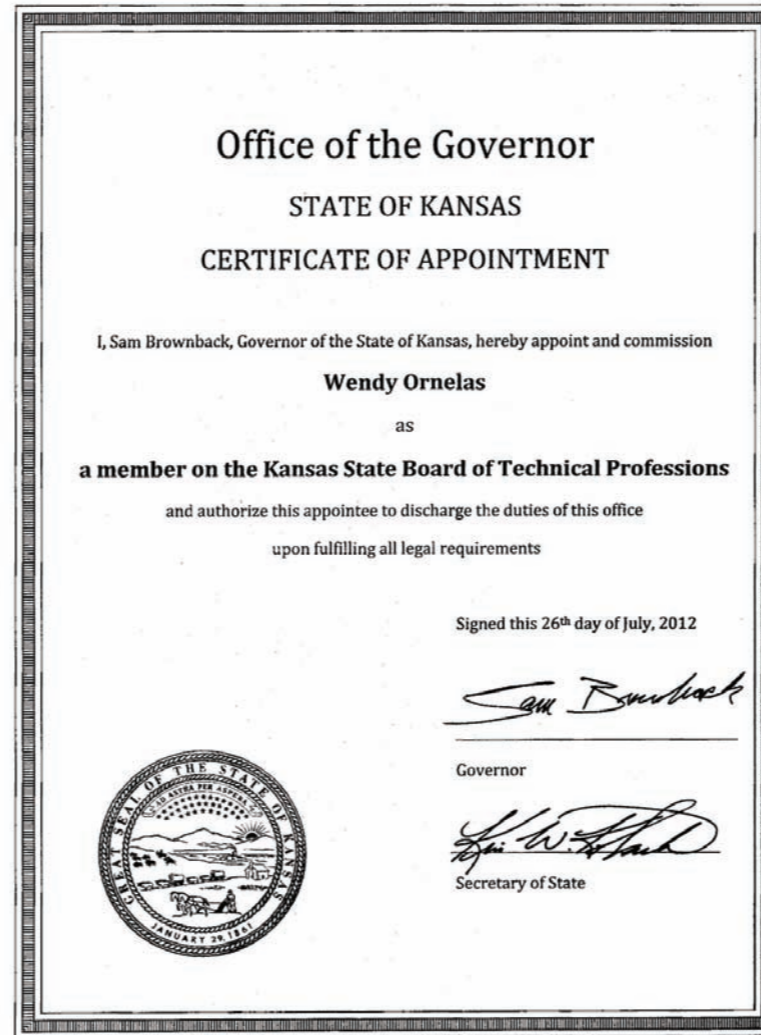 Office of the Governor
STATE OF KANSAS
CERTIFICATE OF APPOINTMENT
I, Sam Brownback, Governor of the State of Kansas, hereby appoint and commission
Wendy Ornelas
as
a member on the Kansas State Board of Technical Professions
and authorize this appointee to discharge the duties of this office
upon fulfilling all legal requirements
Signed this 26th day of July, 2012
Sam Brownback
Governor
Kris W. Kobach
Secretary of State
GREAT SEAL OF THE STATE OF KANSAS
AD ASTRA PER ASPERA
JANUARY 29, 1861